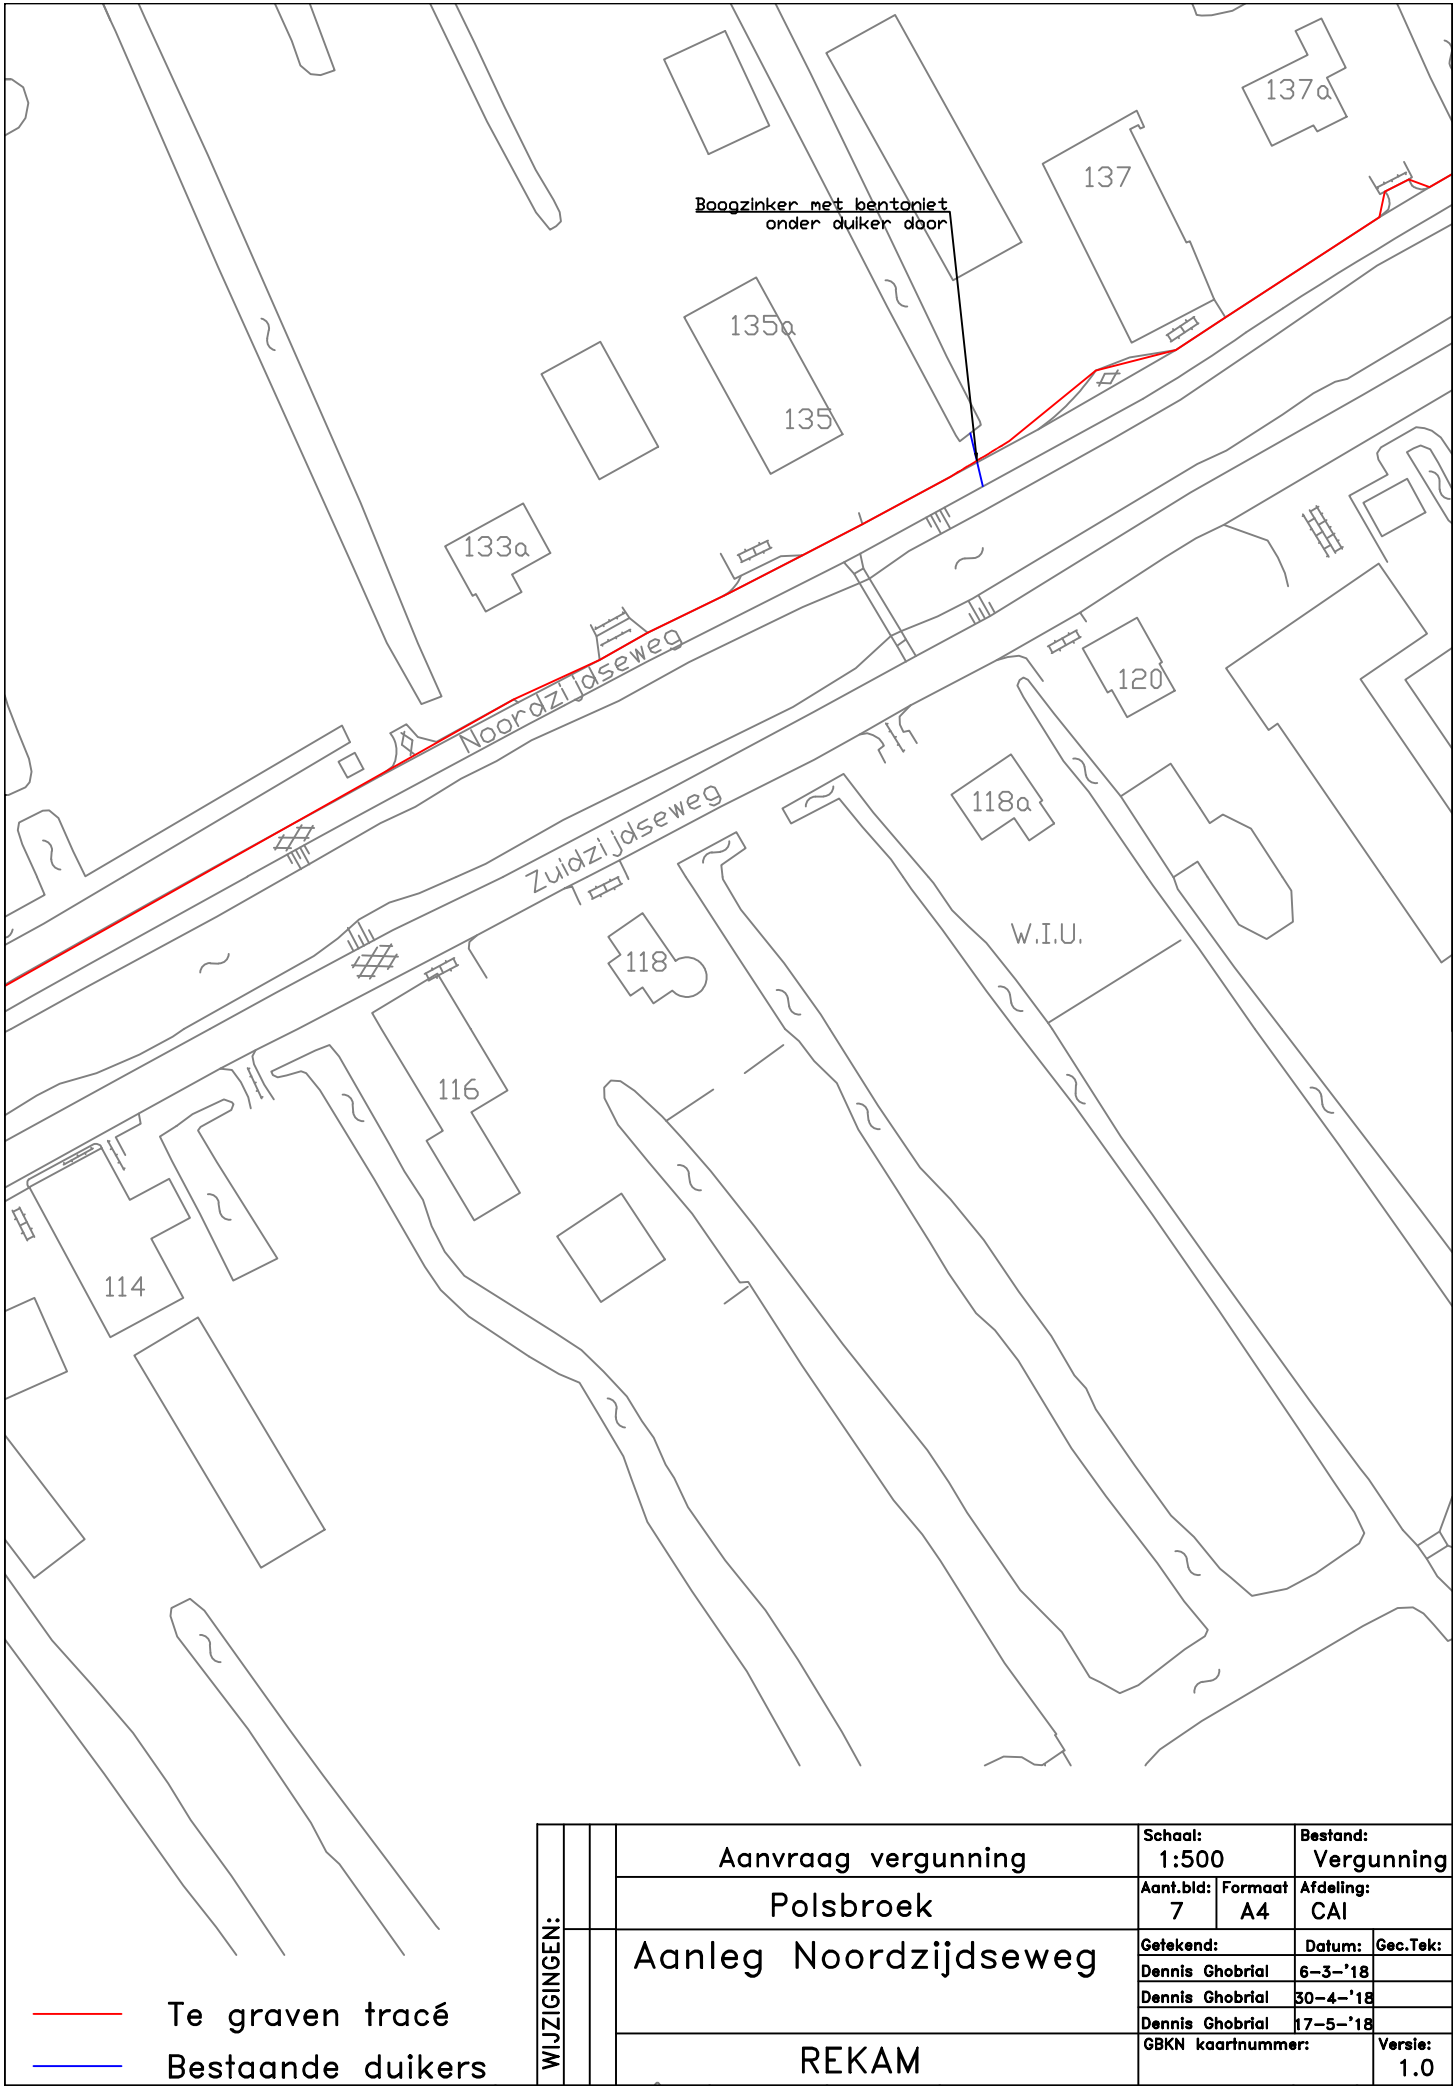 137a
137
Boogzinker met bentoniet
onder duiker door
135a
135
133a
Noordzijdseweg
120
Zuidzijdseweg
118a
W.I.U.
118
116
114
Te graven tracé
Bestaande duikers
WIJZIGINGEN:
Aanvraag vergunning
Polsbroek
Aanleg Noordzijdseweg
REKAM
Schaal:
1:500
Bestand:
Vergunning
Aant.bld:
7
Formaat
A4
Afdeling:
CAI
Getekend: Datum: Gec.Tek:
Dennis Ghobrial 6-3-'18
Dennis Ghobrial 30-4-'18
Dennis Ghobrial 17-5-'18
GBKN kaartnummer:
Versie:
1.0